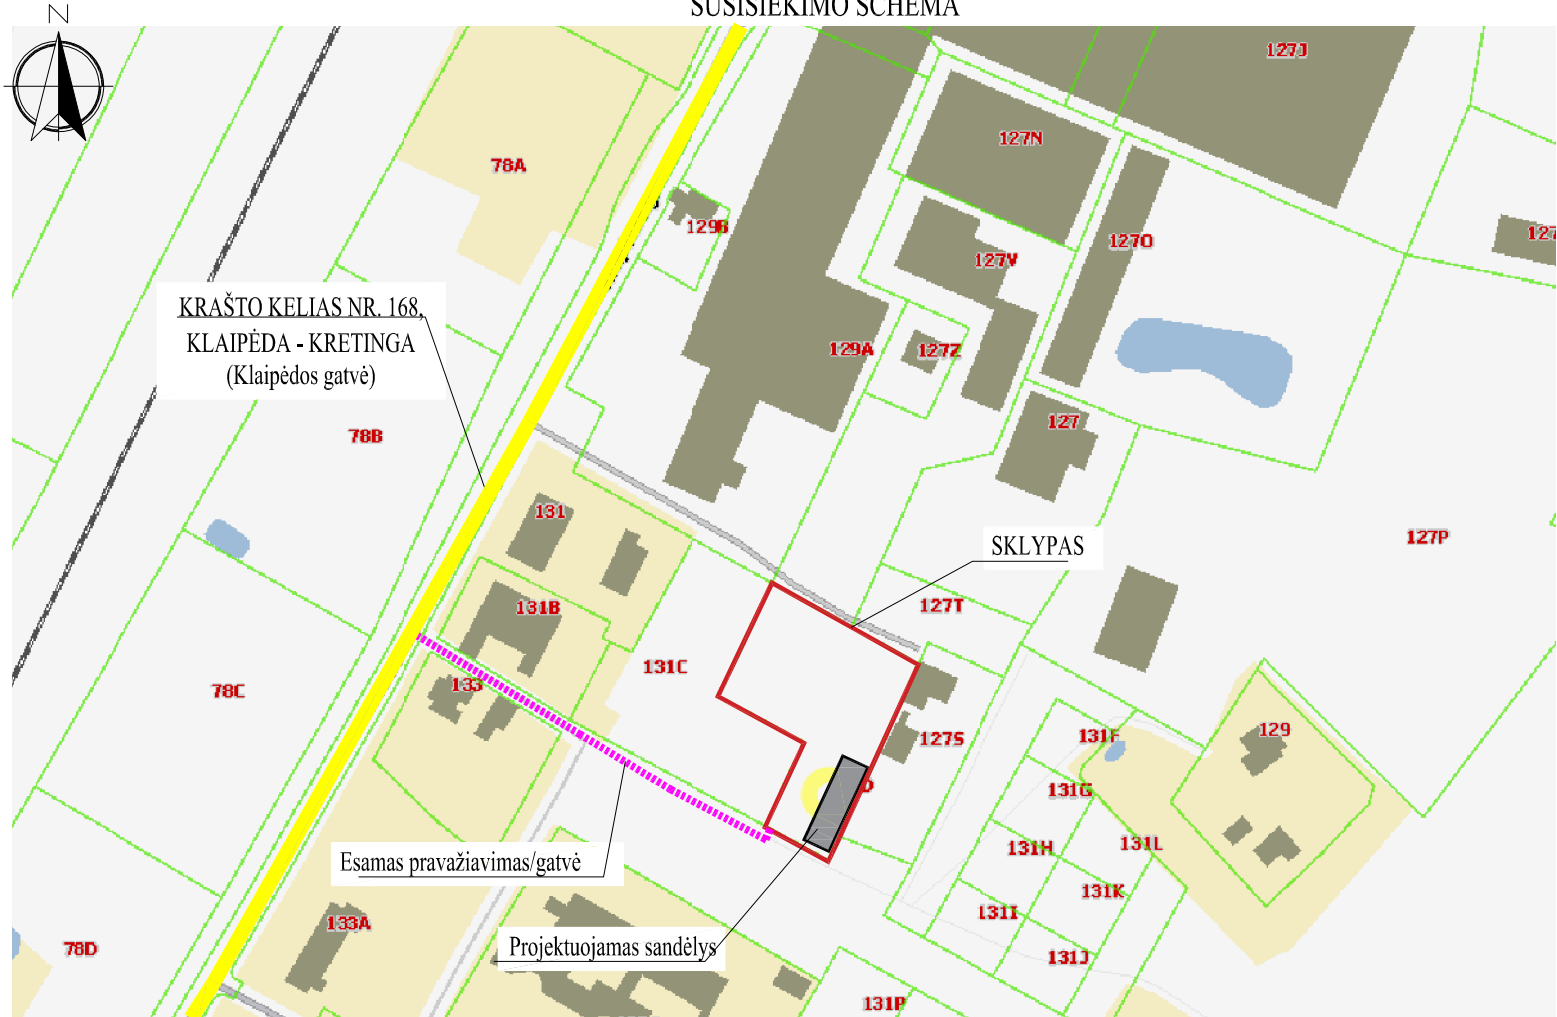 SUSISIEKIMO SCHEMA
N
127J
127N
78A
129B
127O
127V
127
KRAŠTO KELIAS NR. 168,
KLAIPĖDA - KRETINGA
(Klaipėdos gatvė)
129A
127Z
127
78B
131
127P
SKLYPAS
131B
127T
131C
133
78C
127S
131F
129
D
131G
131H
131L
Esamas pravažiavimas/gatvė
131K
131I
133A
78D
Projektuojamas sandėlys
131J
131P